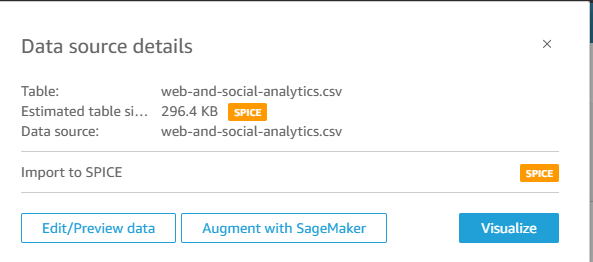 Data source details
Table: web-and-social-analytics.csv
Estimated table si... 296.4 KB SPICE
Data source: web-and-social-analytics.csv
Import to SPICE SPICE
Edit/Preview data Augment with SageMaker Visualize